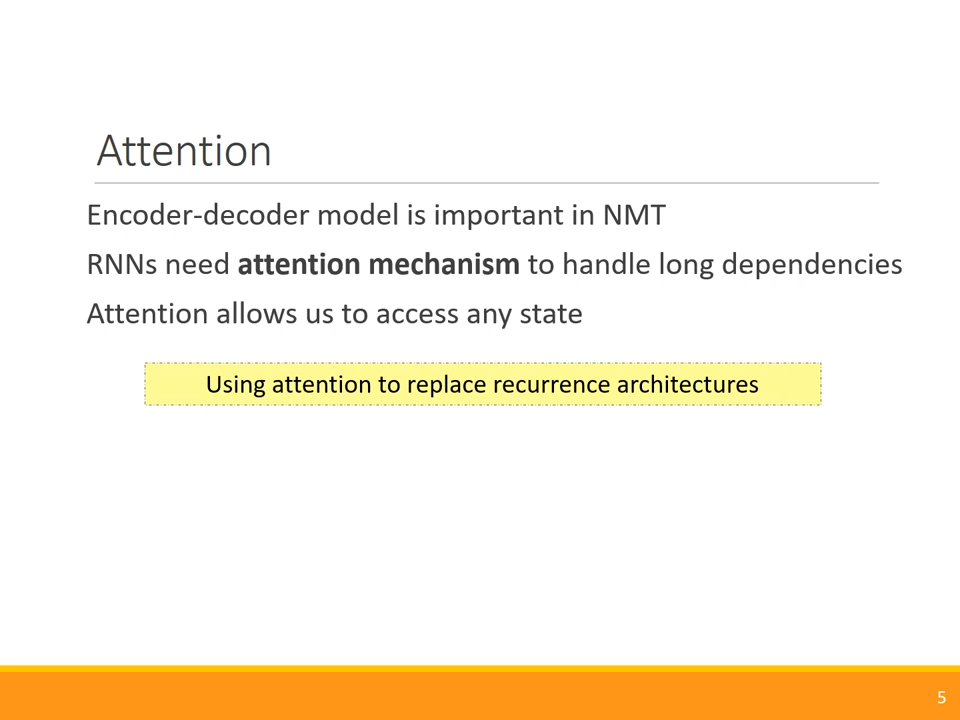 Attention
Encoder-decoder model is important in NMT
RNNs need attention mechanism to handle long dependencies
Attention allows us to access any state
Using attention to replace recurrence architectures
5